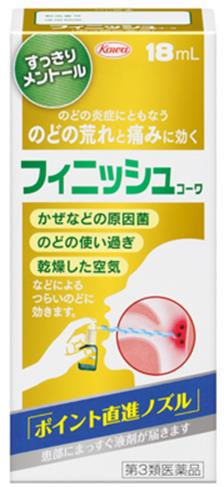 すっきり
メントール
Kowa
18mL
のどの炎症にともなう
のどの荒れと痛みに効く
フィニッシュコーワ
かぜなどの原因菌
のどの使い過ぎ
乾燥した空気
などによる
つらいのどに
効きます。
「ポイント直進ノズル」
患部にまっすぐ液剤が届きます
第3類医薬品